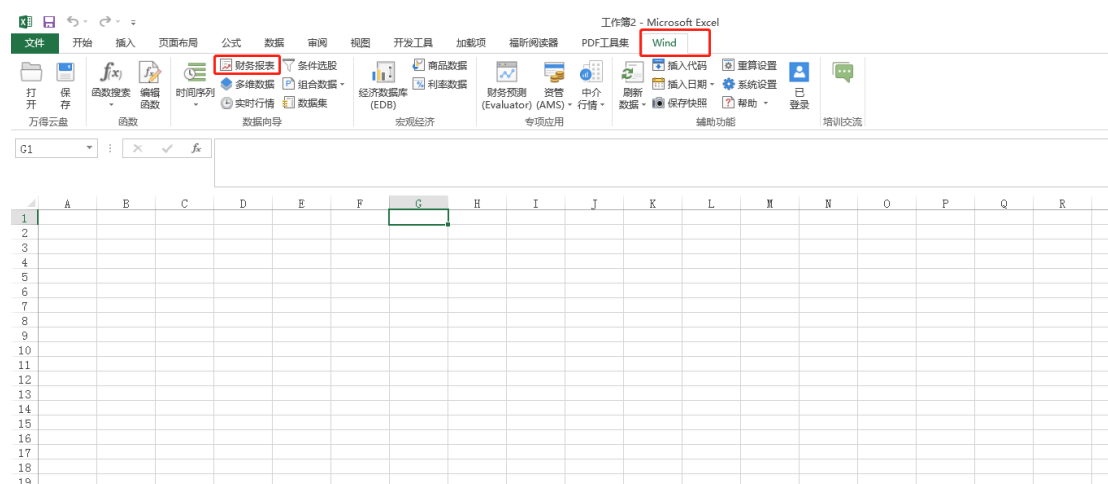 工作簿2 - Microsoft Excel
文件 开始 插入 页面布局 公式 数据 审阅 视图 开发工具 加载项 福昕阅读器 PDF工具集 Wind
财务报表 条件选股 商品数据 插入代码 重算设置
打开 保存 函数搜索 编辑函数 时间序列 多维数据 组合数据 经济数据库(EDB) 利率数据 财务预测(Evaluator) 资管(AMS) 中介行情 刷新数据 插入日期 系统设置 已登录
实时行情 数据集 保存快照 帮助
万得云盘 函数 数据向导 宏观经济 专项应用 辅助功能 培训交流
G1 fx
A B C D E F G H I J K L M N O P Q R
1
2
3
4
5
6
7
8
9
10
11
12
13
14
15
16
17
18
19